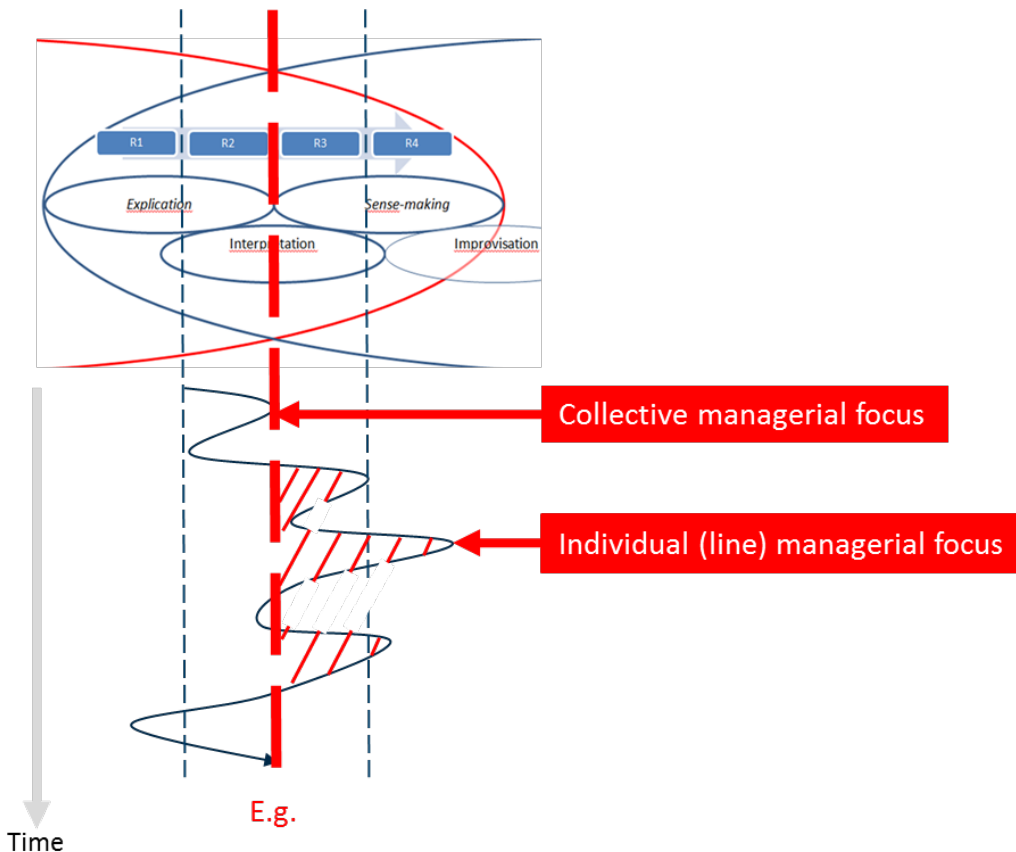 R1 R2 R3 R4
Explication Sense-making
Interpretation Improvisation
Collective managerial focus
Individual (line) managerial focus
E.g.
Time